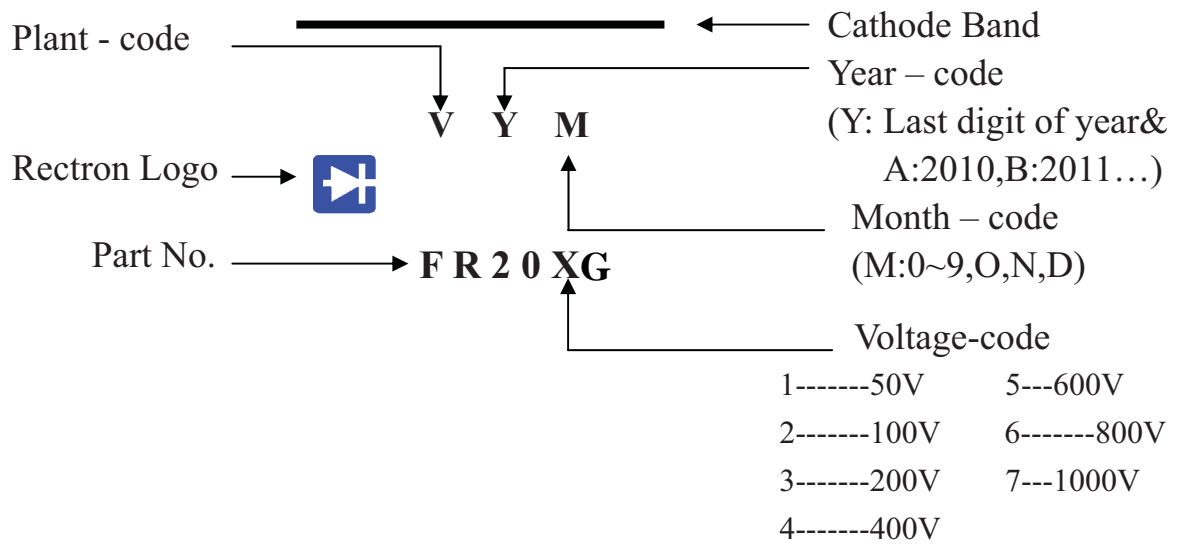 Plant - code
Cathode Band
Year – code
(Y: Last digit of year&
A:2010,B:2011…)
V Y M
Rectron Logo
Month – code
(M:0~9,O,N,D)
Part No.
F R 2 0 XG
Voltage-code
1-------50V 5---600V
2-------100V 6-------800V
3-------200V 7---1000V
4-------400V